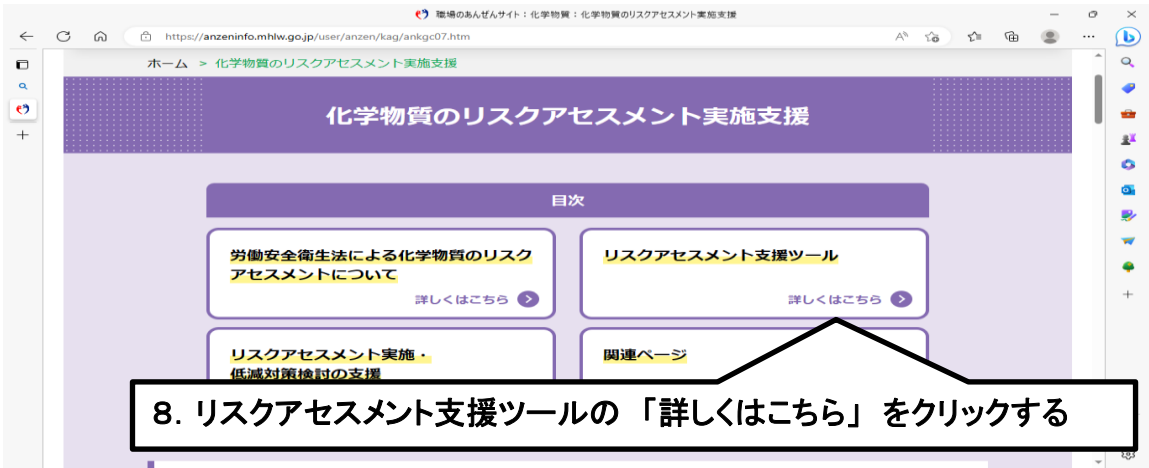 職場のあんぜんサイト：化学物質：化学物質のリスクアセスメント実施支援
https://anzeninfo.mhlw.go.jp/user/anzen/kag/ankgc07.htm
ホーム > 化学物質のリスクアセスメント実施支援
化学物質のリスクアセスメント実施支援
目次
労働安全衛生法による化学物質のリスク
アセスメントについて
詳しくはこちら
リスクアセスメント支援ツール
詳しくはこちら
リスクアセスメント実施・
低減対策検討の支援
関連ページ
８．リスクアセスメント支援ツールの 「詳しくはこちら」 をクリックする